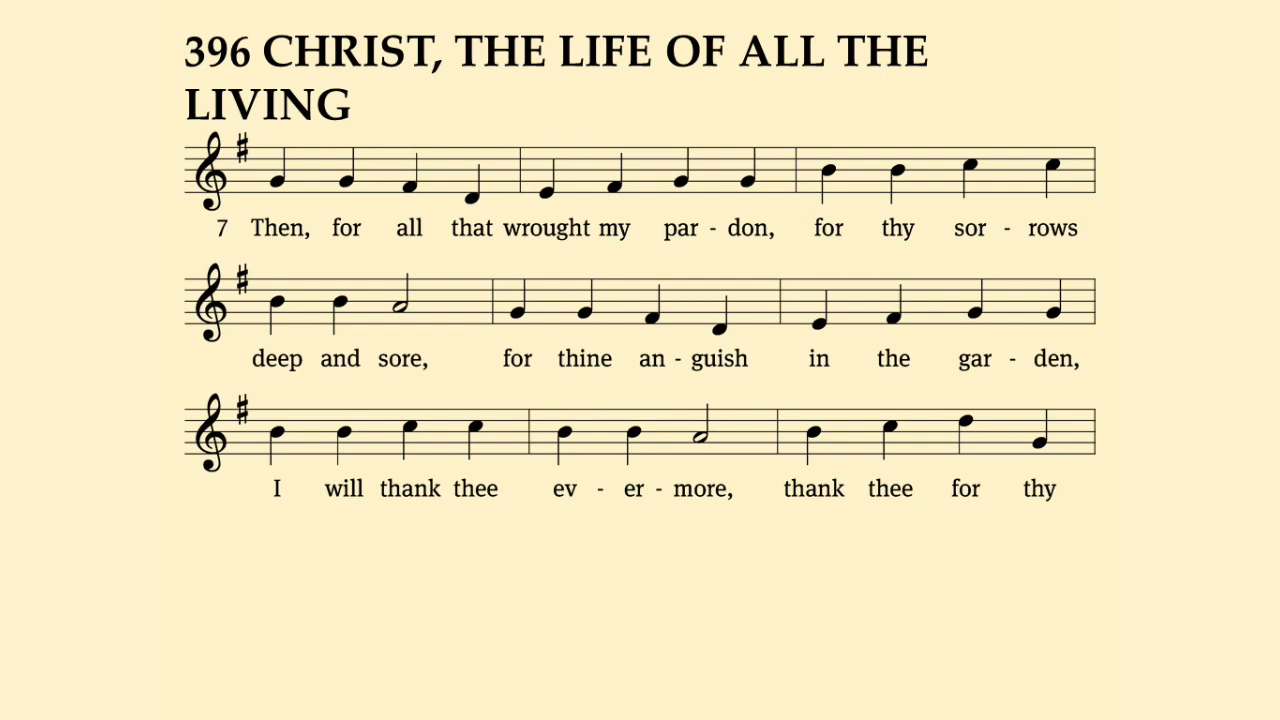 396 CHRIST, THE LIFE OF ALL THE
LIVING
7 Then, for all that wrought my par - don, for thy sor - rows
deep and sore, for thine an - guish in the gar - den,
I will thank thee ev - er - more, thank thee for thy